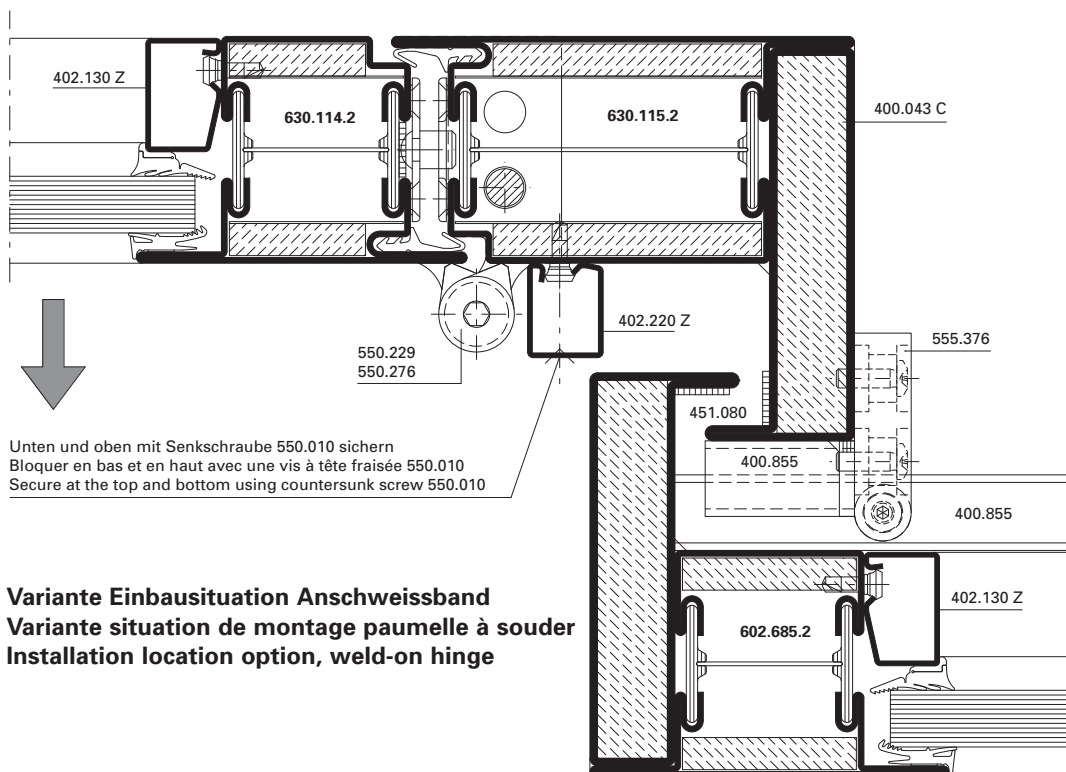 402.130 Z
630.114.2
630.115.2
400.043 C
402.220 Z
555.376
550.229
550.276
451.080
400.855
400.855
Unten und oben mit Senkschraube 550.010 sichern
Bloquer en bas et en haut avec une vis à tête fraisée 550.010
Secure at the top and bottom using countersunk screw 550.010
402.130 Z
602.685.2
Variante Einbausituation Anschweissband
Variante situation de montage paumelle à souder
Installation location option, weld-on hinge